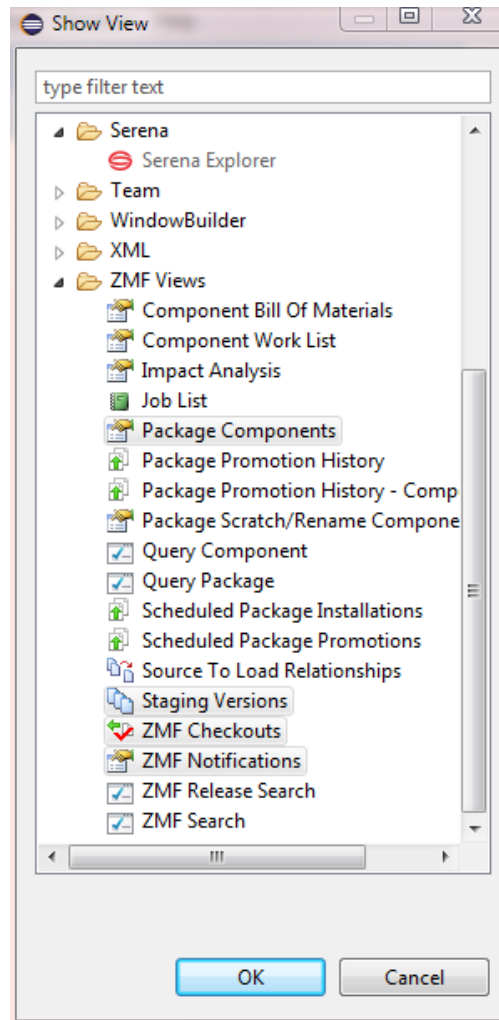 Show View
type filter text
Serena
Serena Explorer
Team
WindowBuilder
XML
ZMF Views
Component Bill Of Materials
Component Work List
Impact Analysis
Job List
Package Components
Package Promotion History
Package Promotion History - Comp
Package Scratch/Rename Compone
Query Component
Query Package
Scheduled Package Installations
Scheduled Package Promotions
Source To Load Relationships
Staging Versions
ZMF Checkouts
ZMF Notifications
ZMF Release Search
ZMF Search
OK Cancel